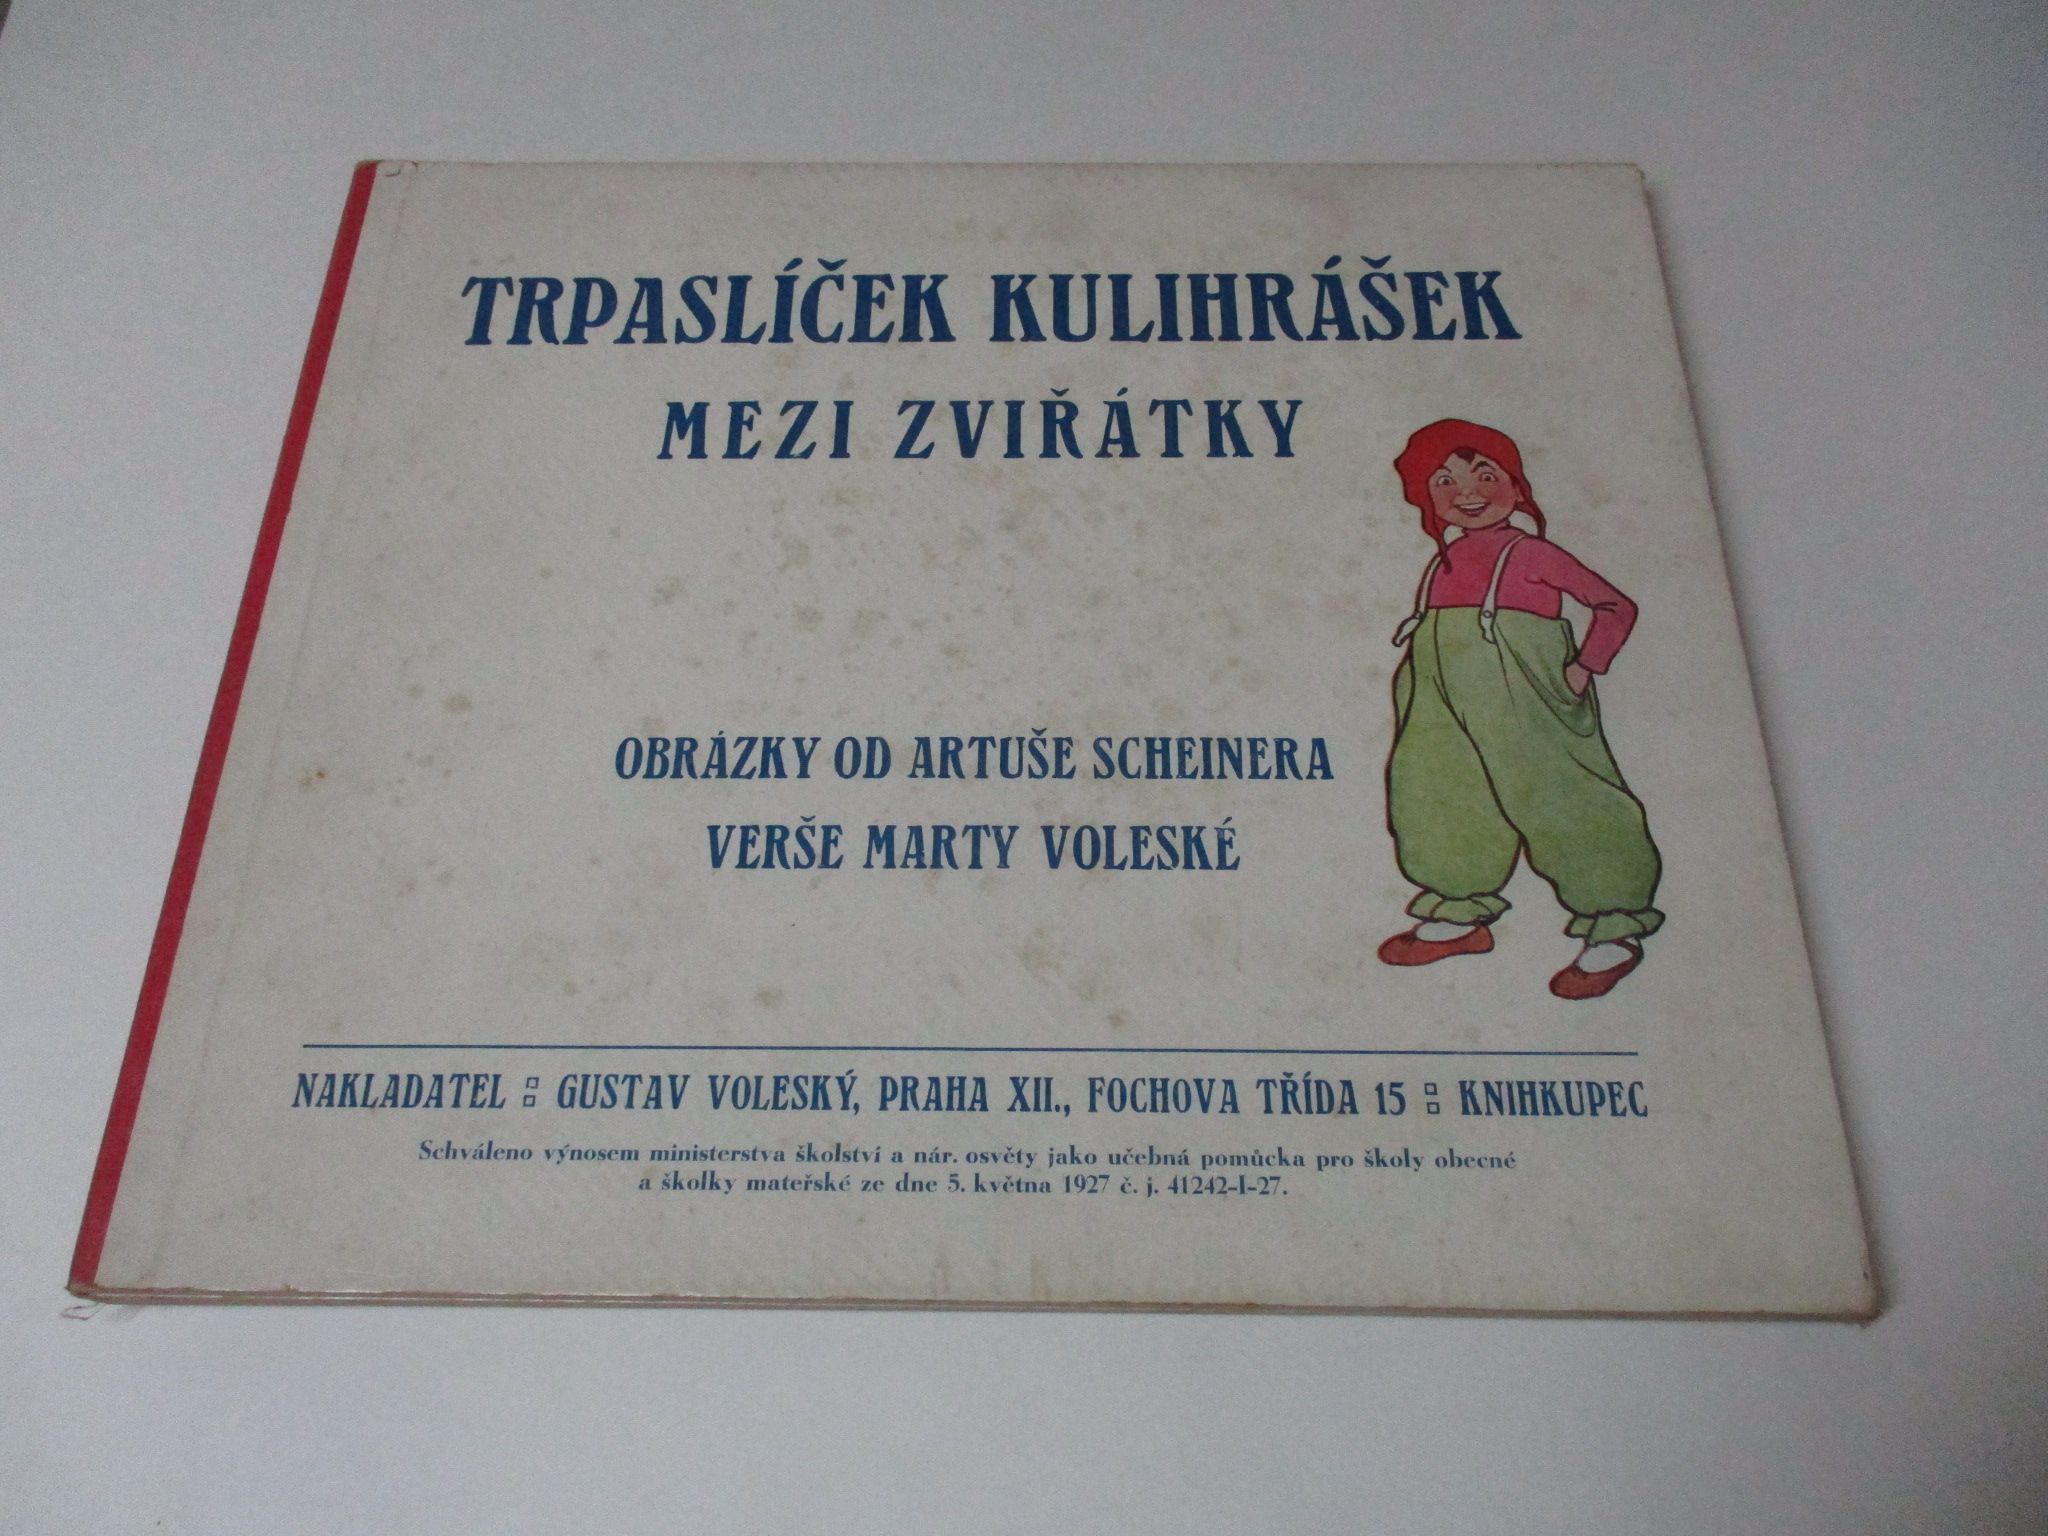 TRPASLÍČEK KULIHRÁŠEK
MEZI ZVIŘÁTKY
OBRÁZKY OD ARTUŠE SCHEINERA
VERŠE MARTY VOLESKÉ
NAKLADATEL : GUSTAV VOLESKÝ, PRAHA XII., FOCHOVA TŘÍDA 15 : KNIHKUPEC
Schváleno výnosem ministerstva školství a nár. osvěty jako učebná pomůcka pro školy obecné
a školky mateřské ze dne 5. května 1927 č. j. 41242-I-27.